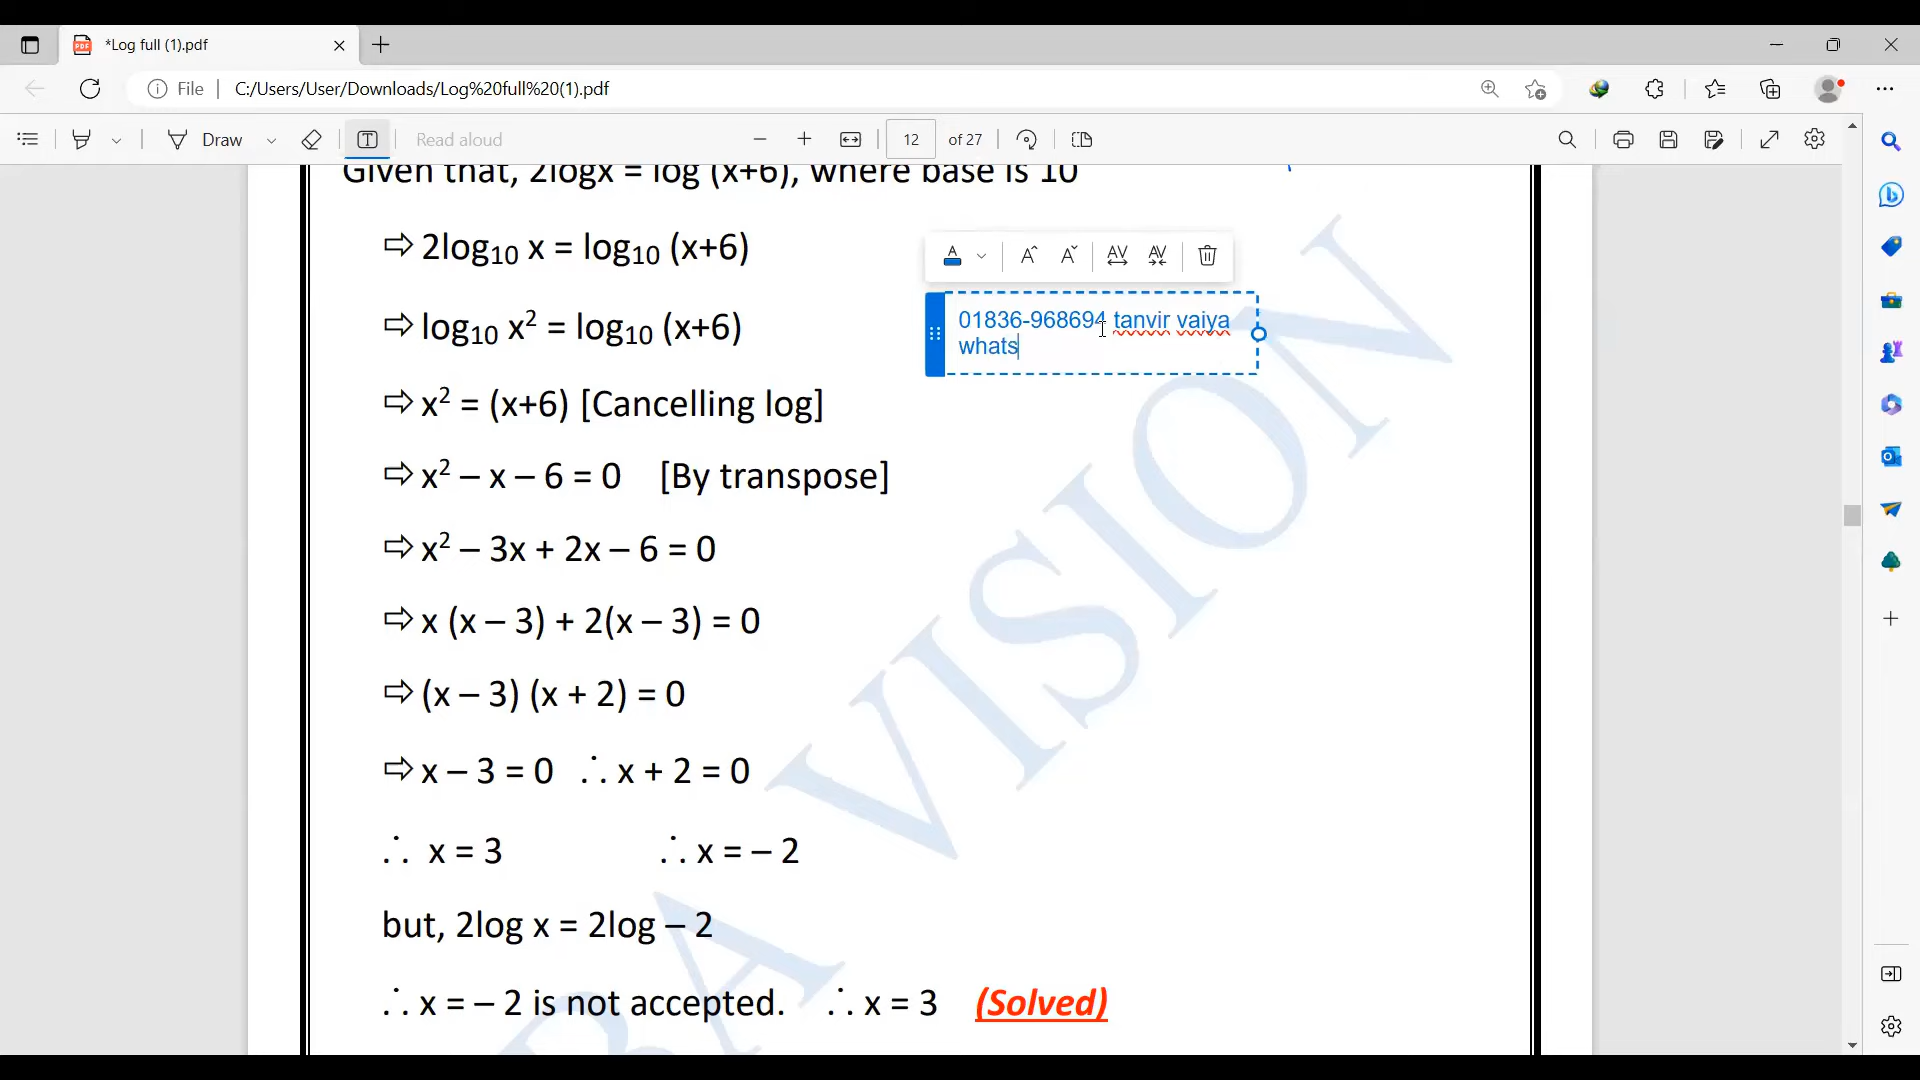 *Log full (1).pdf
File
C:/Users/User/Downloads/Log%20full%20(1).pdf
Draw
Read aloud
12 of 27
Given that, 2logx = log (x+6), where base is 10
⇨ 2log₁₀ x = log₁₀ (x+6)
01836-968694 tanvir vaiya
whats
⇨ log₁₀ x² = log₁₀ (x+6)
⇨ x² = (x+6) [Cancelling log]
⇨ x² – x – 6 = 0 [By transpose]
⇨ x² – 3x + 2x – 6 = 0
⇨ x (x – 3) + 2(x – 3) = 0
⇨ (x – 3) (x + 2) = 0
⇨ x – 3 = 0 ∴ x + 2 = 0
∴ x = 3 ∴ x = – 2
but, 2log x = 2log – 2
∴ x = – 2 is not accepted. ∴ x = 3 (Solved)
BA VISION